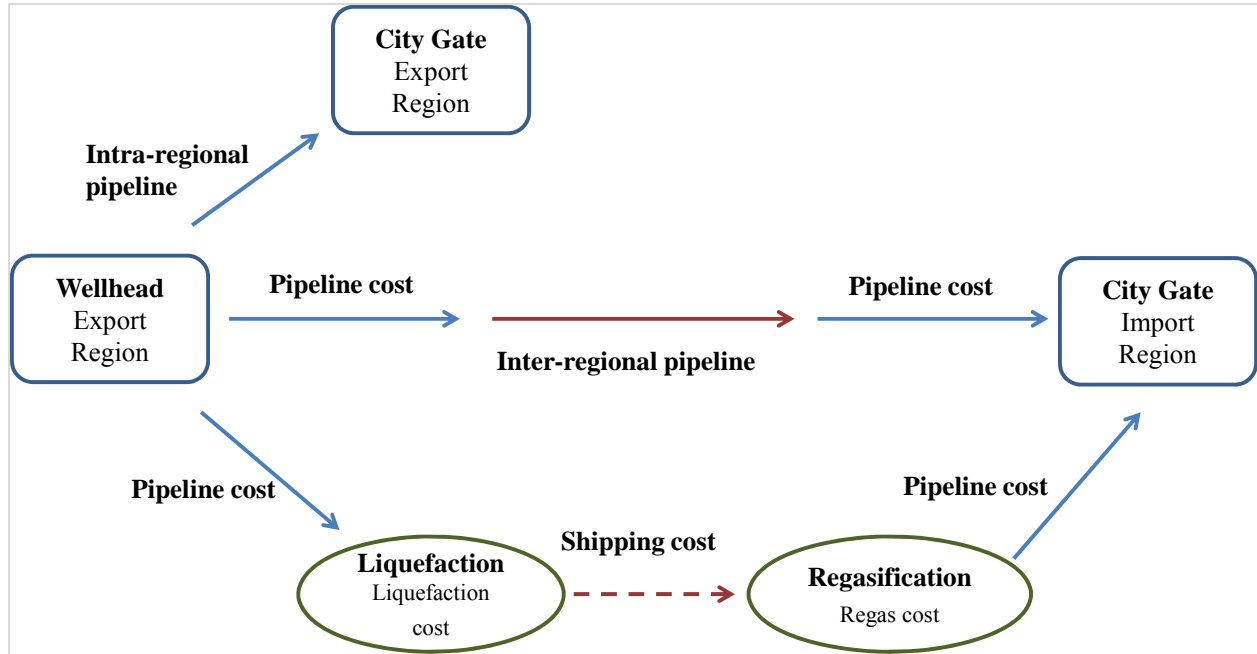 City Gate
Export
Region
Intra-regional
pipeline
Wellhead
Export
Region
Pipeline cost
Inter-regional pipeline
Pipeline cost
City Gate
Import
Region
Pipeline cost
Liquefaction
Liquefaction
cost
Shipping cost
Regasification
Regas cost
Pipeline cost